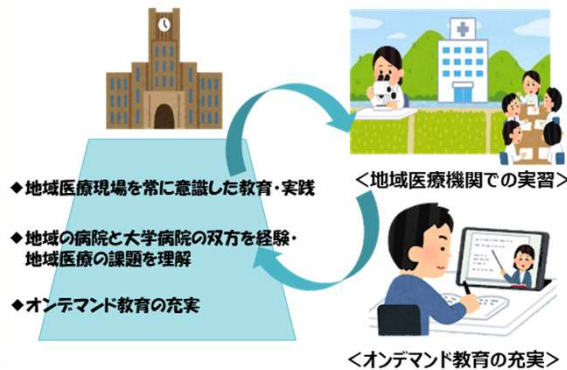 ◆地域医療現場を常に意識した教育・実践
◆地域の病院と大学病院の双方を経験・
地域医療の課題を理解
◆オンデマンド教育の充実
＜地域医療機関での実習＞
＜オンデマンド教育の充実＞